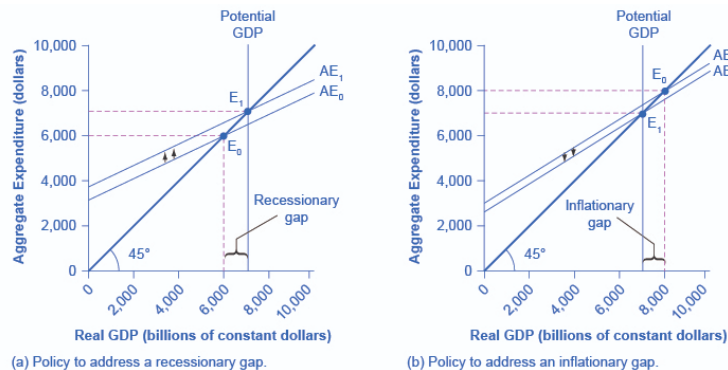 Potential
GDP
Aggregate Expenditure (dollars)
10,000
8,000
6,000
4,000
2,000
0
AE1
AE0
E1
E0
Recessionary
gap
45°
0
2,000
4,000
6,000
8,000
10,000
Real GDP (billions of constant dollars)
(a) Policy to address a recessionary gap.
Potential
GDP
Aggregate Expenditure (dollars)
10,000
8,000
6,000
4,000
2,000
0
AE
AE
E0
E1
Inflationary
gap
45°
0
2,000
4,000
6,000
8,000
10,000
Real GDP (billions of constant dollars)
(b) Policy to address an inflationary gap.